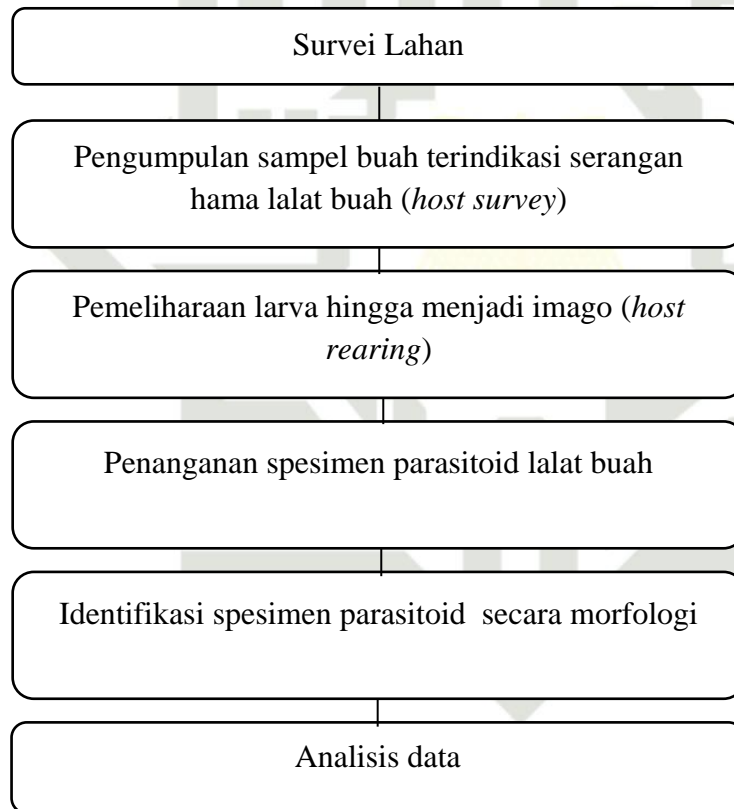 Survei Lahan
Pengumpulan sampel buah terindikasi serangan
hama lalat buah (host survey)
Pemeliharaan larva hingga menjadi imago (host
rearing)
Penanganan spesimen parasitoid lalat buah
Identifikasi spesimen parasitoid secara morfologi
Analisis data